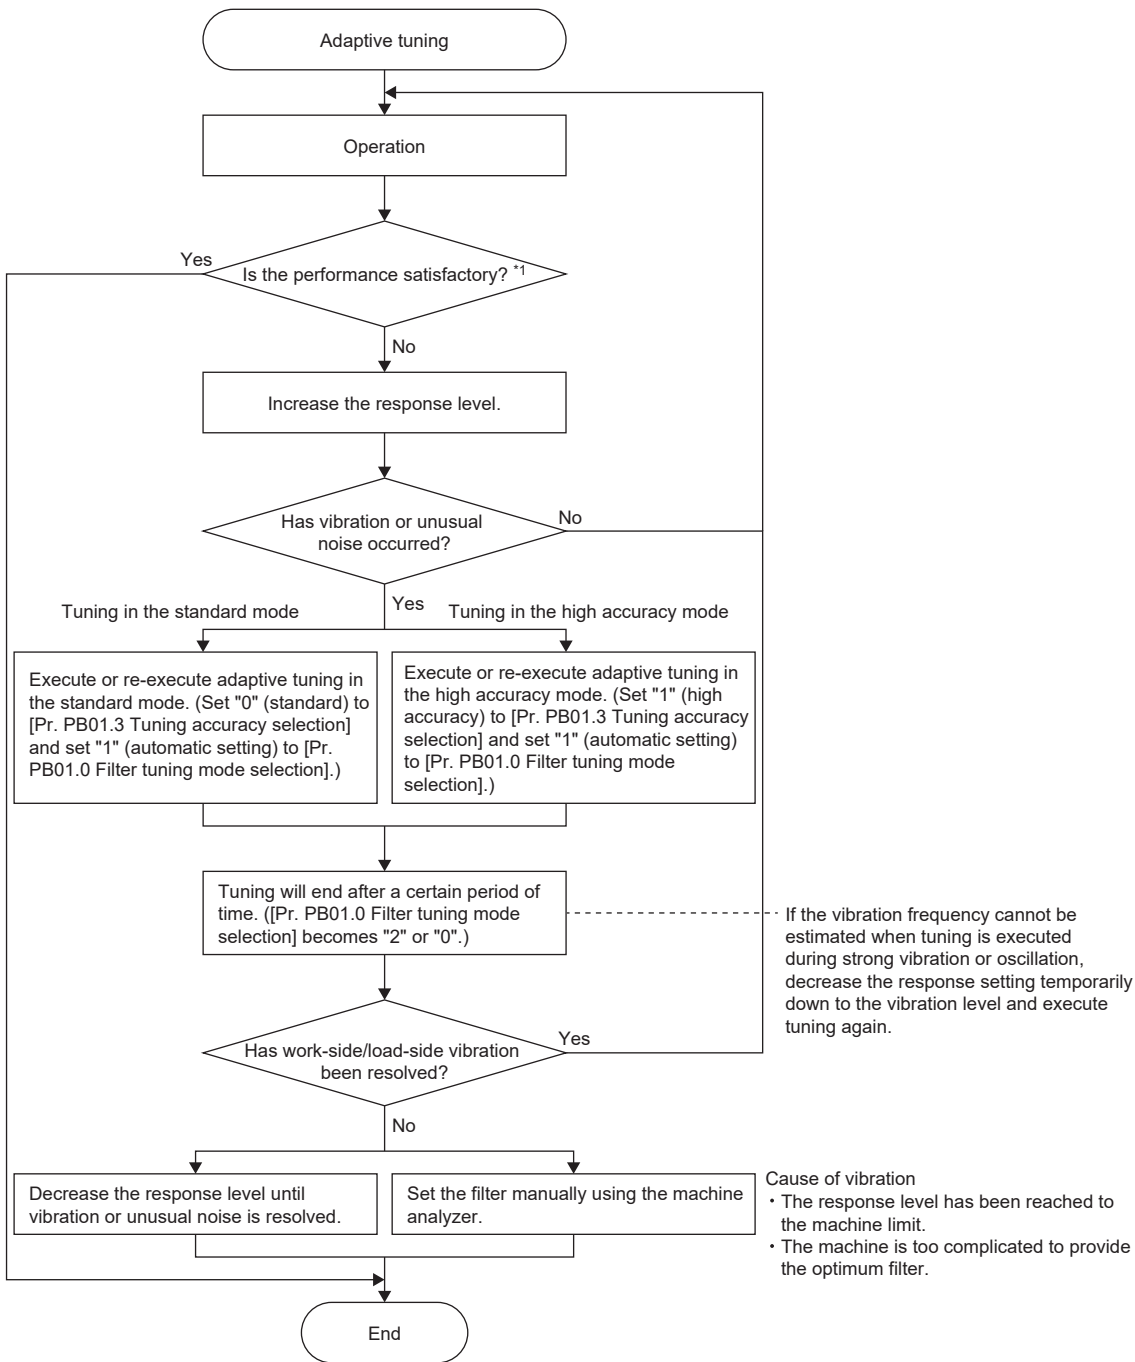 Adaptive tuning
Operation
Yes
Is the performance satisfactory? *1
No
Increase the response level.
Has vibration or unusual
noise occurred?
No
Yes
Tuning in the standard mode
Tuning in the high accuracy mode
Execute or re-execute adaptive tuning in
the standard mode. (Set "0" (standard) to
[Pr. PB01.3 Tuning accuracy selection]
and set "1" (automatic setting) to [Pr.
PB01.0 Filter tuning mode selection].)
Execute or re-execute adaptive tuning in
the high accuracy mode. (Set "1" (high
accuracy) to [Pr. PB01.3 Tuning accuracy
selection] and set "1" (automatic setting)
to [Pr. PB01.0 Filter tuning mode
selection].)
Tuning will end after a certain period of
time. ([Pr. PB01.0 Filter tuning mode
selection] becomes "2" or "0".)
If the vibration frequency cannot be
estimated when tuning is executed
during strong vibration or oscillation,
decrease the response setting temporarily
down to the vibration level and execute
tuning again.
Has work-side/load-side vibration
been resolved?
Yes
No
Decrease the response level until
vibration or unusual noise is resolved.
Set the filter manually using the machine
analyzer.
Cause of vibration
・The response level has been reached to
the machine limit.
・The machine is too complicated to provide
the optimum filter.
End